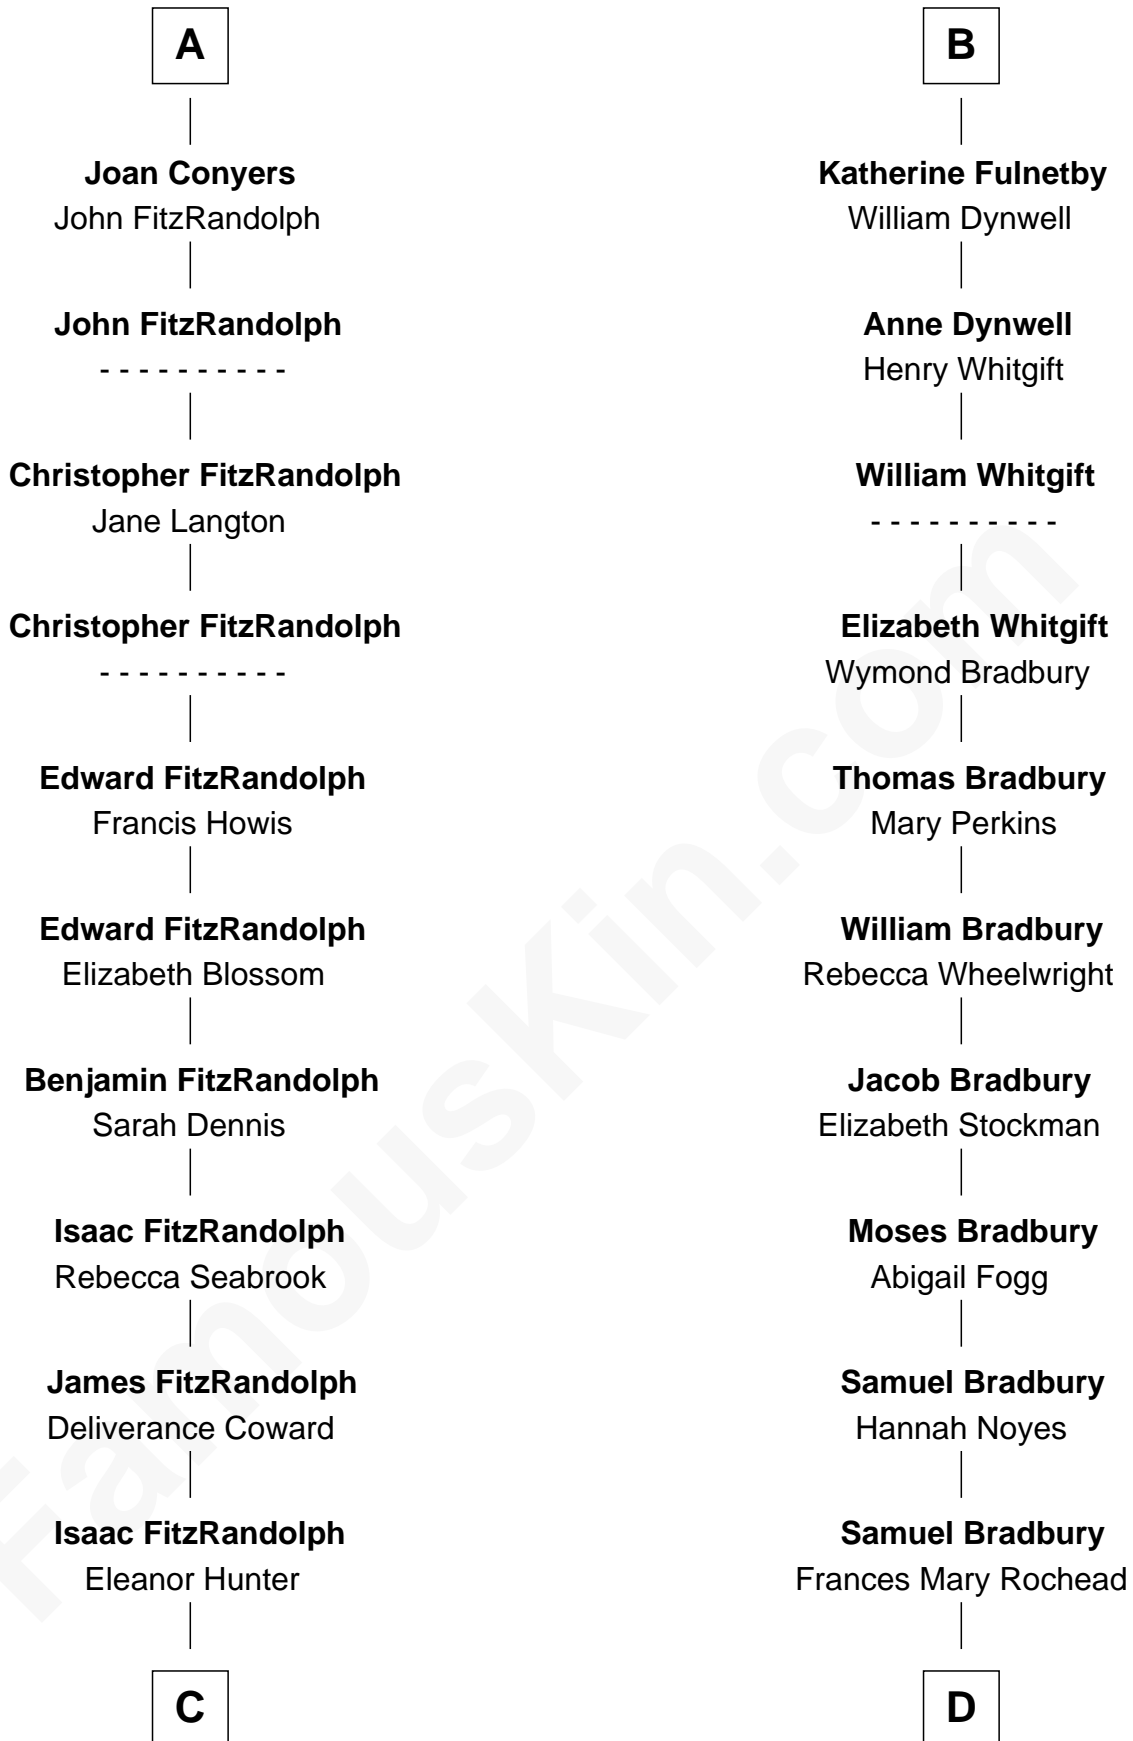 A
Joan Conyers
John FitzRandolph
John FitzRandolph
- - - - - - - - - -
Christopher FitzRandolph
Jane Langton
Christopher FitzRandolph
- - - - - - - - - -
Edward FitzRandolph
Francis Howis
Edward FitzRandolph
Elizabeth Blossom
Benjamin FitzRandolph
Sarah Dennis
Isaac FitzRandolph
Rebecca Seabrook
James FitzRandolph
Deliverance Coward
Isaac FitzRandolph
Eleanor Hunter
C
B
Katherine Fulnetby
William Dynwell
Anne Dynwell
Henry Whitgift
William Whitgift
- - - - - - - - - -
Elizabeth Whitgift
Wymond Bradbury
Thomas Bradbury
Mary Perkins
William Bradbury
Rebecca Wheelwright
Jacob Bradbury
Elizabeth Stockman
Moses Bradbury
Abigail Fogg
Samuel Bradbury
Hannah Noyes
Samuel Bradbury
Frances Mary Rochead
D
FamousKin.com